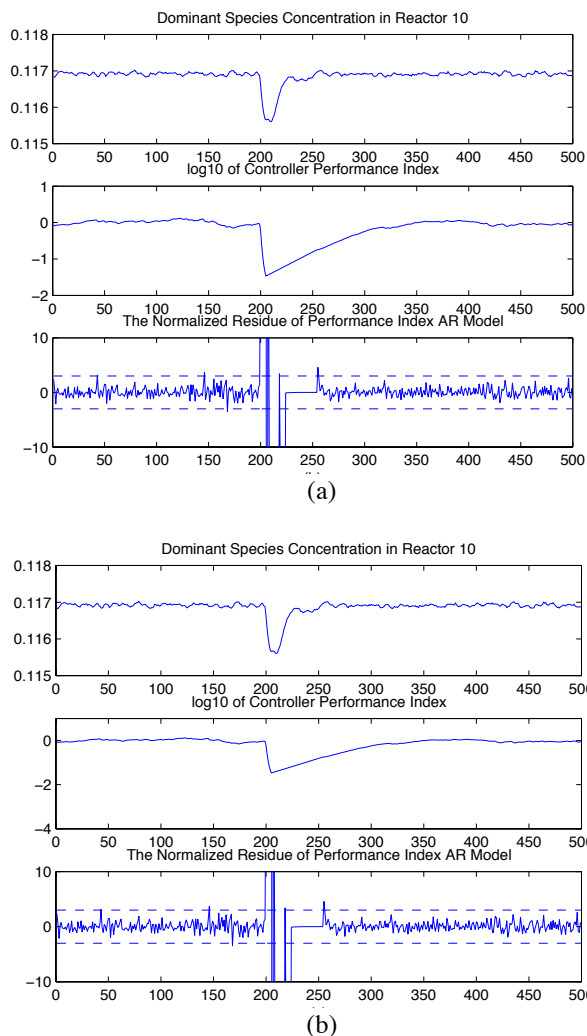 Dominant Species Concentration in Reactor 10
0.118
0.117
0.116
0.115
0 50 100 150 200 250 300 350 400 450 500
log10 of Controller Performance Index
1
0
−1
−2
0 50 100 150 200 250 300 350 400 450 500
The Normalized Residue of Performance Index AR Model
10
0
−10
0 50 100 150 200 250 300 350 400 450 500
(a)
Dominant Species Concentration in Reactor 10
0.118
0.117
0.116
0.115
0 50 100 150 200 250 300 350 400 450 500
log10 of Controller Performance Index
0
−2
−4
0 50 100 150 200 250 300 350 400 450 500
The Normalized Residue of Performance Index AR Model
10
0
−10
0 50 100 150 200 250 300 350 400 450 500
(b)